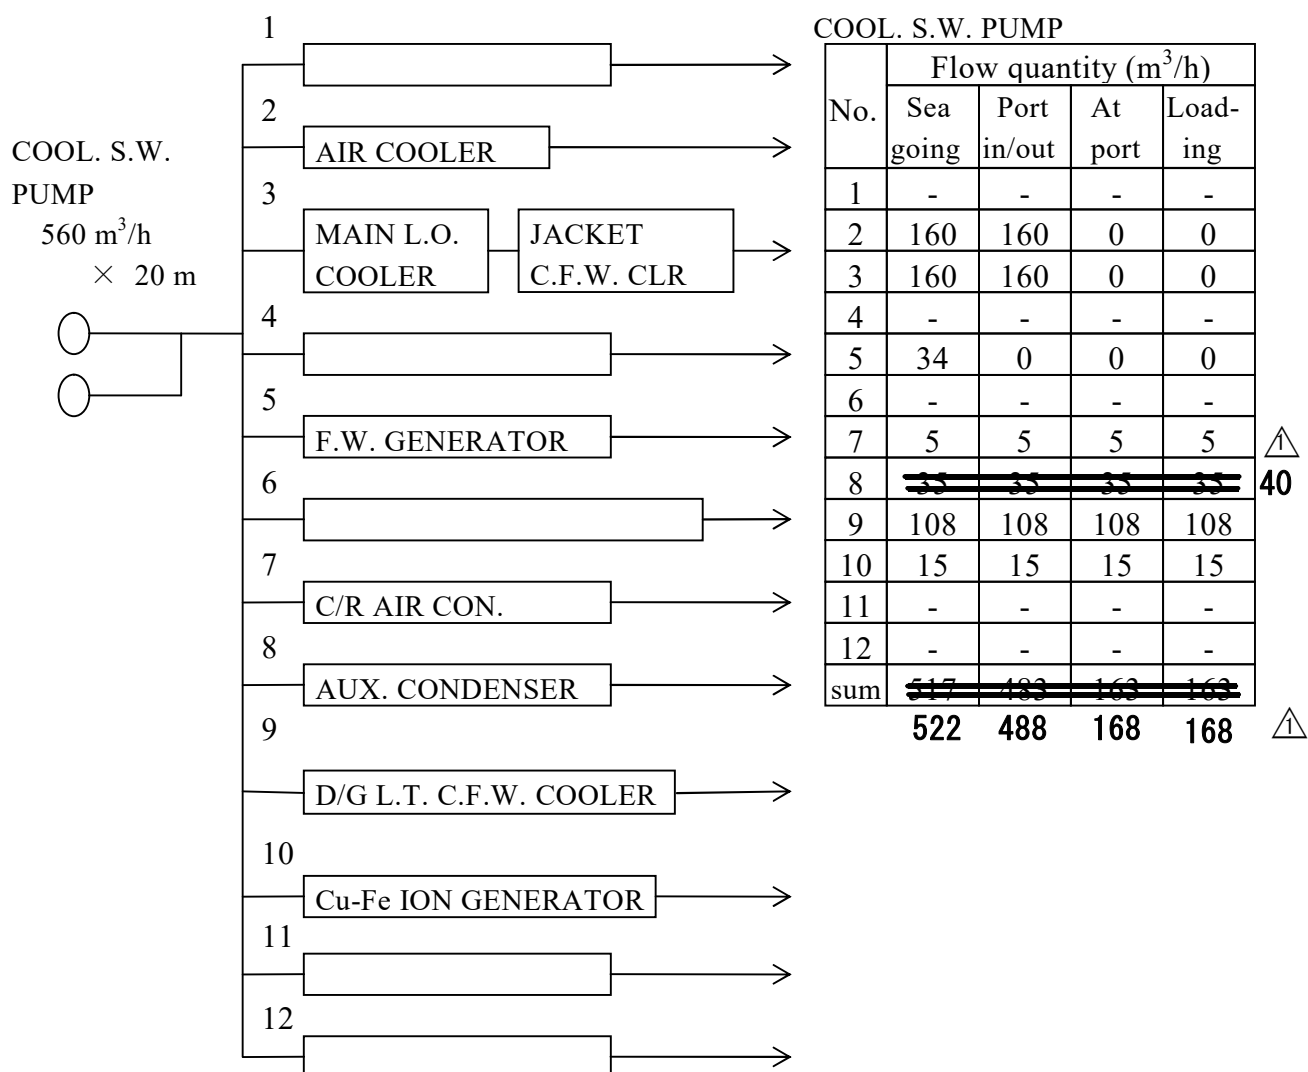 COOL. S.W.
PUMP
560 m³/h
× 20 m
1
2
AIR COOLER
3
MAIN L.O.
COOLER
JACKET
C.F.W. CLR
4
5
F.W. GENERATOR
6
7
C/R AIR CON.
8
AUX. CONDENSER
9
D/G L.T. C.F.W. COOLER
10
Cu-Fe ION GENERATOR
11
12
COOL. S.W. PUMP
No. Flow quantity (m³/h)
Sea going Port in/out At port Load-ing
1 - - - -
2 160 160 0 0
3 160 160 0 0
4 - - - -
5 34 0 0 0
6 - - - -
7 5 5 5 5 1
8 35 35 35 35 40
9 108 108 108 108
10 15 15 15 15
11 - - - -
12 - - - -
sum 517 483 163 163
522 488 168 168 1